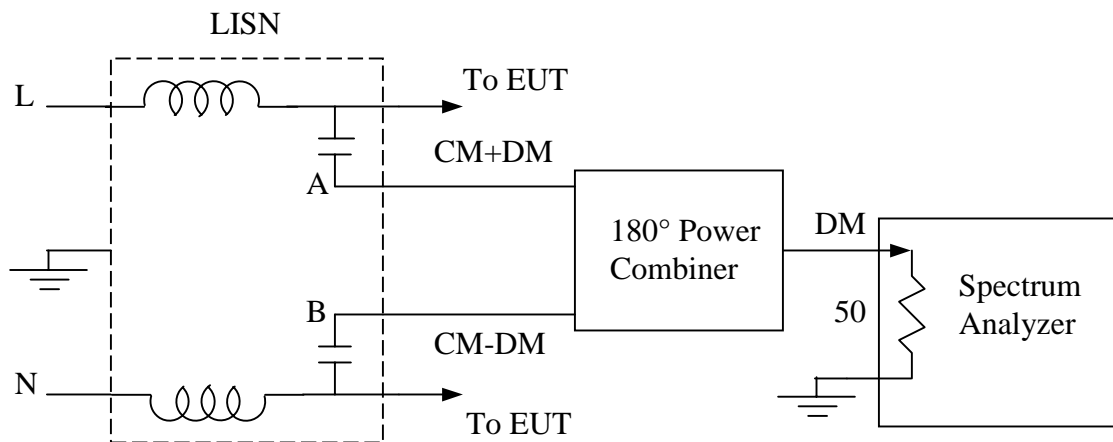 LISN
L
To EUT
CM+DM
A
180° Power
Combiner
DM
50
Spectrum
Analyzer
B
CM-DM
N
To EUT